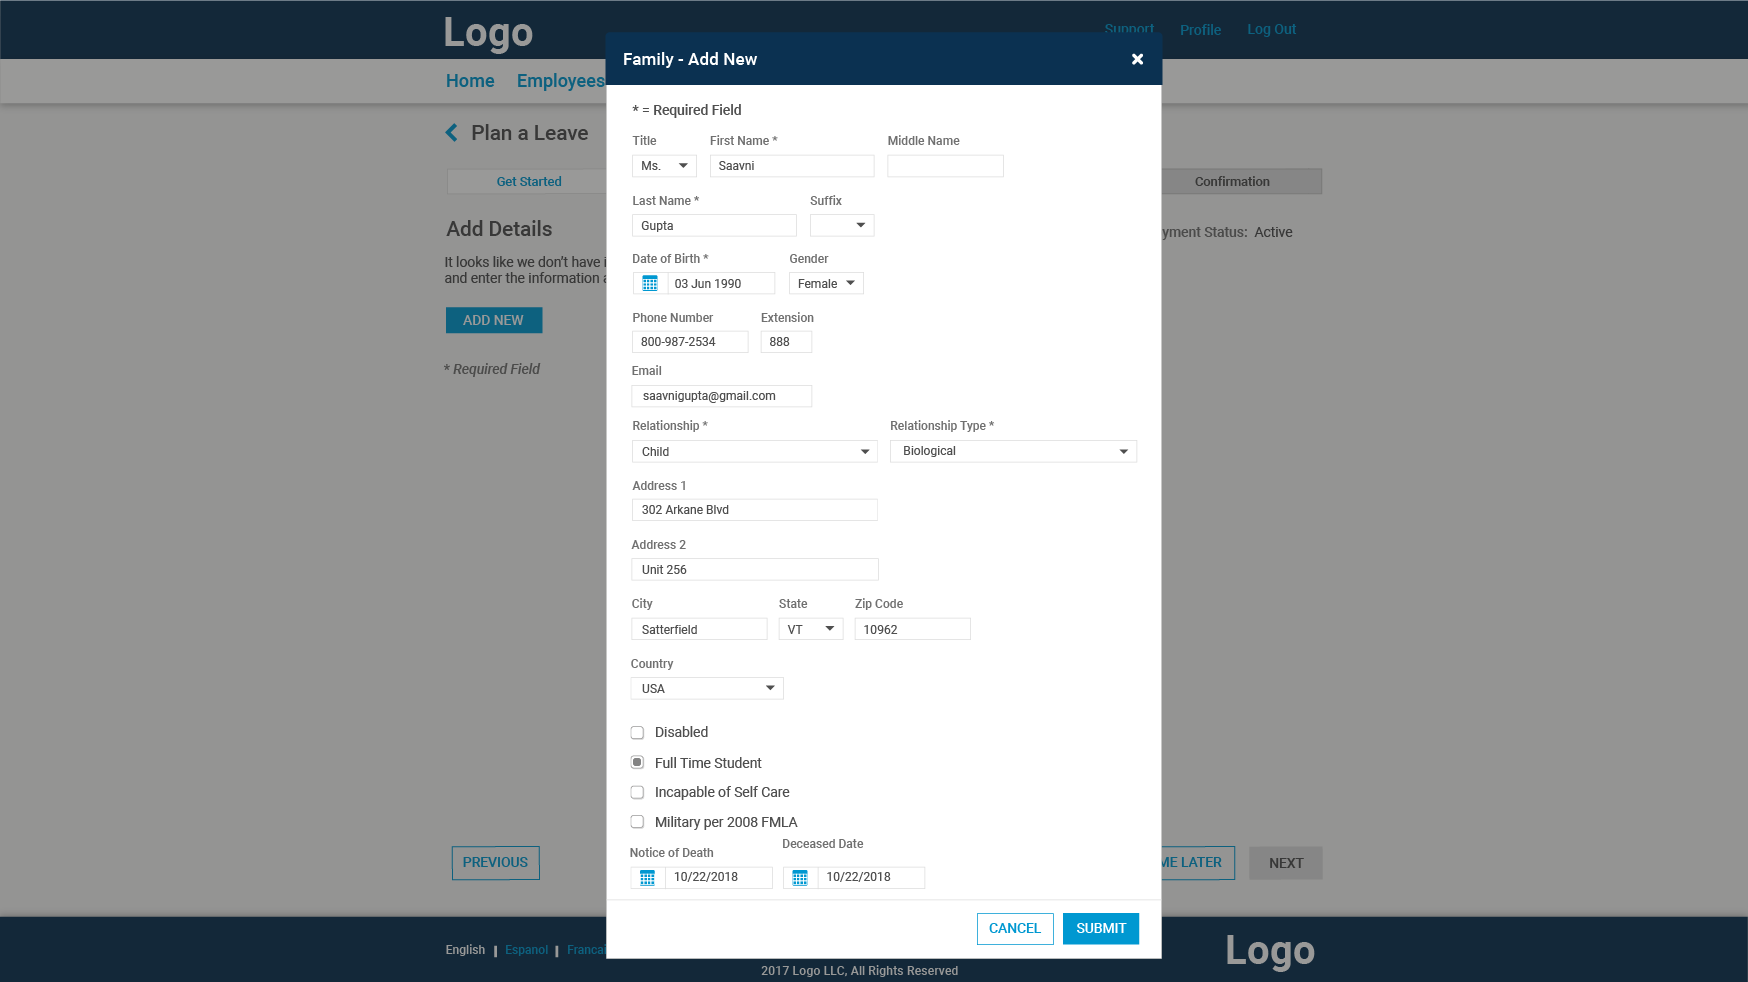 Logo
Support Profile Log Out
Family - Add New
Home Employees
* = Required Field
Plan a Leave
Title First Name * Middle Name
Ms. Saavni
Get Started Confirmation
Last Name * Suffix
Gupta
Add Details
yment Status: Active
It looks like we don't have i
and enter the information a
Date of Birth * Gender
03 Jun 1990 Female
ADD NEW
Phone Number Extension
800-987-2534 888
* Required Field
Email
saavnigupta@gmail.com
Relationship * Relationship Type *
Child Biological
Address 1
302 Arkane Blvd
Address 2
Unit 256
City State Zip Code
Satterfield VT 10962
Country
USA
Disabled
Full Time Student
Incapable of Self Care
Military per 2008 FMLA
Notice of Death Deceased Date
10/22/2018 10/22/2018
PREVIOUS ME LATER NEXT
CANCEL SUBMIT
English | Espanol | Francai
Logo
2017 Logo LLC, All Rights Reserved